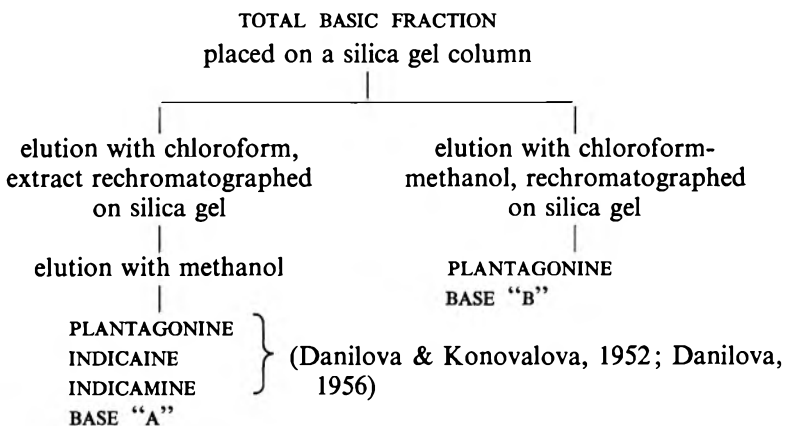 TOTAL BASIC FRACTION
placed on a silica gel column
elution with chloroform,
extract rechromatographed
on silica gel
elution with methanol
PLANTAGONINE
INDICAINE
INDICAMINE
BASE “A”
(Danilova & Konovalova, 1952; Danilova,
1956)
elution with chloroform-
methanol, rechromatographed
on silica gel
PLANTAGONINE
BASE “B”